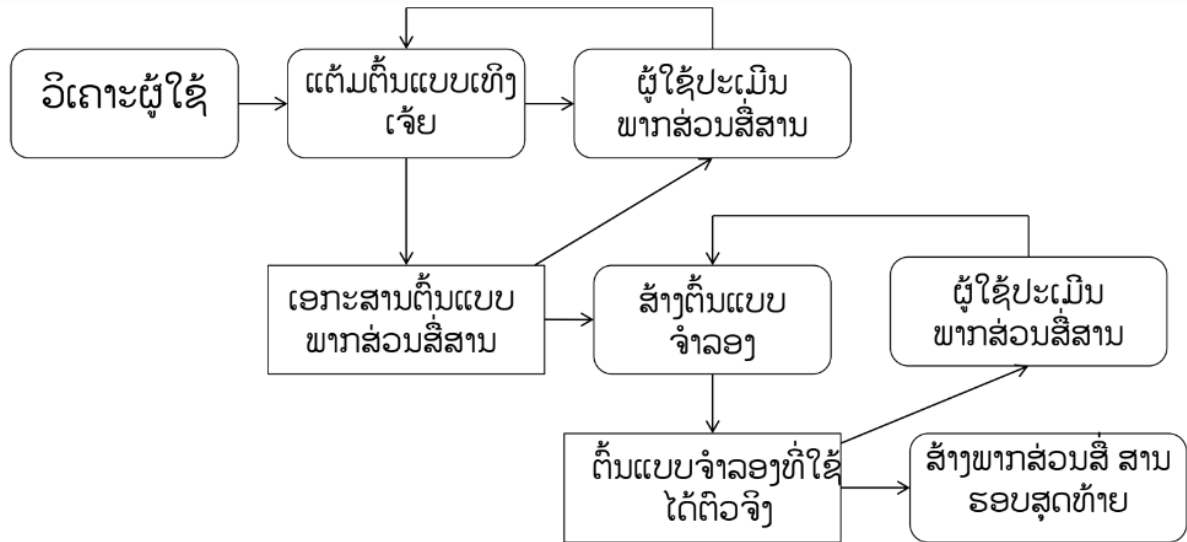 ວິເຄາະຜູ້ໃຊ້
ແຕ້ມຕົ້ນແບບເທິງ
ເຈ້ຍ
ຜູ້ໃຊ້ປະເມີນ
ພາກສ່ວນສື່ສານ
ເອກະສານຕົ້ນແບບ
ພາກສ່ວນສື່ສານ
ສ້າງຕົ້ນແບບ
ຈຳລອງ
ຜູ້ໃຊ້ປະເມີນ
ພາກສ່ວນສື່ສານ
ຕົ້ນແບບຈຳລອງທີ່ໃຊ້
ໄດ້ຕົວຈິງ
ສ້າງພາກສ່ວນສື່ ສານ
ຮອບສຸດທ້າຍ